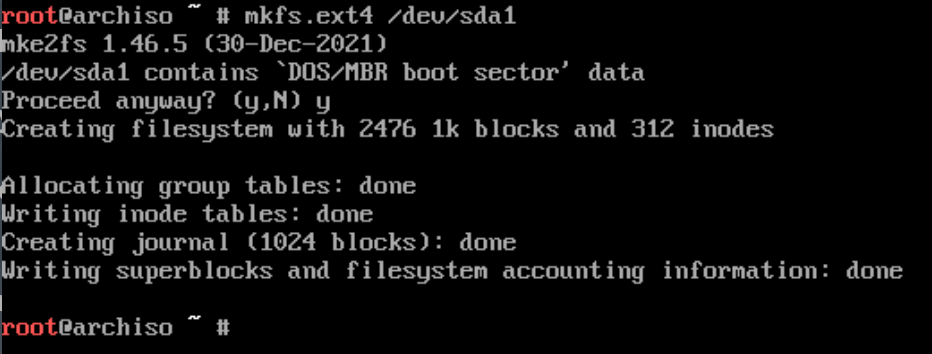 root@archiso ~ # mkfs.ext4 /dev/sda1
mke2fs 1.46.5 (30-Dec-2021)
/dev/sda1 contains `DOS/MBR boot sector' data
Proceed anyway? (y,N) y
Creating filesystem with 2476 1k blocks and 312 inodes
Allocating group tables: done
Writing inode tables: done
Creating journal (1024 blocks): done
Writing superblocks and filesystem accounting information: done
root@archiso ~ #